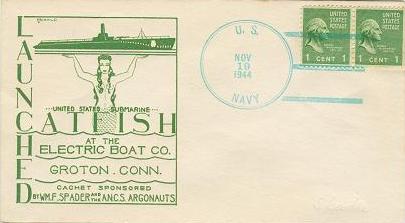 LAUNCHED
UNITED STATES SUBMARINE
ATFISH
AT THE
ELECTRIC BOAT CO.
GROTON. CONN.
CACHET SPONSORED
BY WM.F. SPADER AND THE A.N.C.S. ARGONAUTS.
U. S.
NOV
19
1944
NAVY
UNITED STATES
POSTAGE
1 CENT 1
UNITED STATES
POSTAGE
1 CENT 1